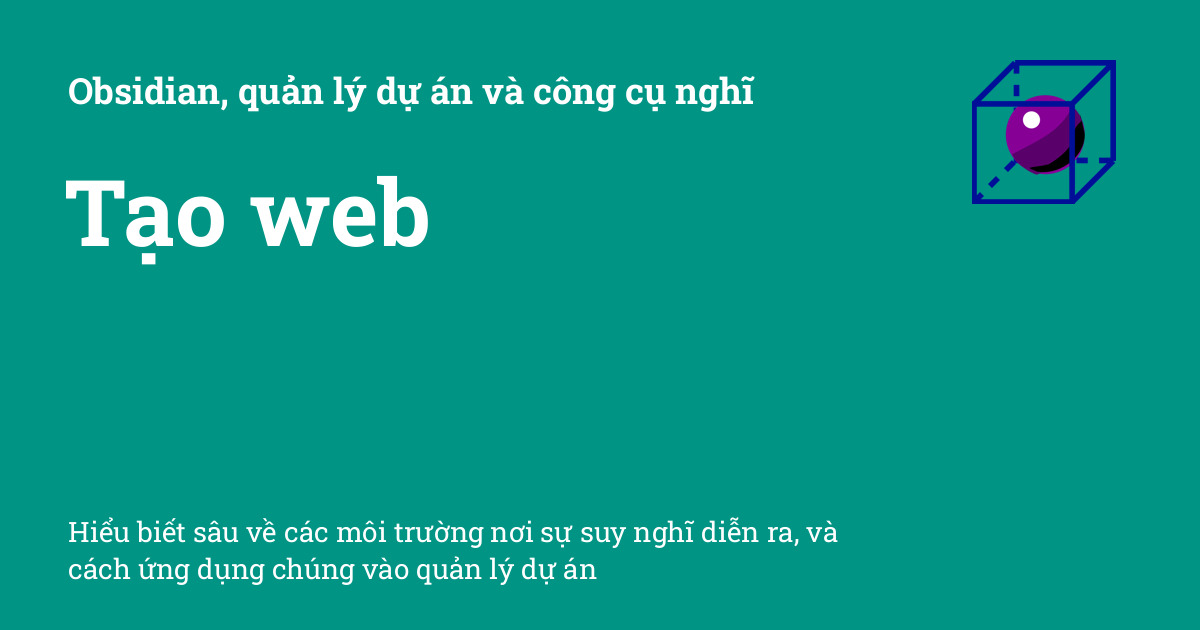 Obsidian, quản lý dự án và công cụ nghĩ
Tạo web
Hiểu biết sâu về các môi trường nơi sự suy nghĩ diễn ra, và
cách ứng dụng chúng vào quản lý dự án